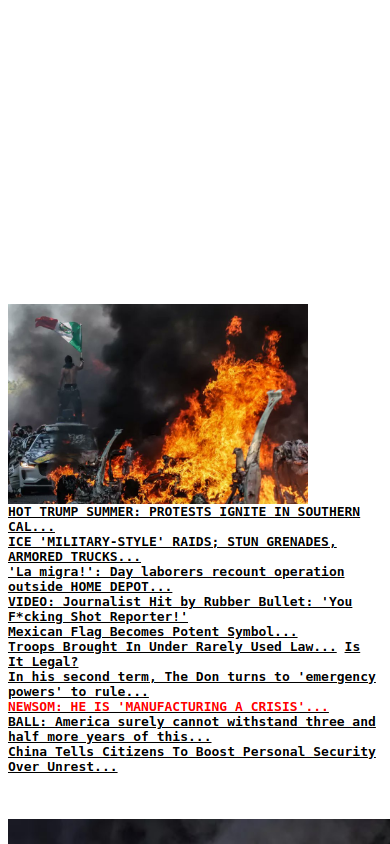 HOT TRUMP SUMMER: PROTESTS IGNITE IN SOUTHERN
CAL...
ICE 'MILITARY-STYLE' RAIDS; STUN GRENADES,
ARMORED TRUCKS...
'La migra!': Day laborers recount operation
outside HOME DEPOT...
VIDEO: Journalist Hit by Rubber Bullet: 'You
F*cking Shot Reporter!'
Mexican Flag Becomes Potent Symbol...
Troops Brought In Under Rarely Used Law... Is
It Legal?
In his second term, The Don turns to 'emergency
powers' to rule...
NEWSOM: HE IS 'MANUFACTURING A CRISIS'...
BALL: America surely cannot withstand three and
half more years of this...
China Tells Citizens To Boost Personal Security
Over Unrest...